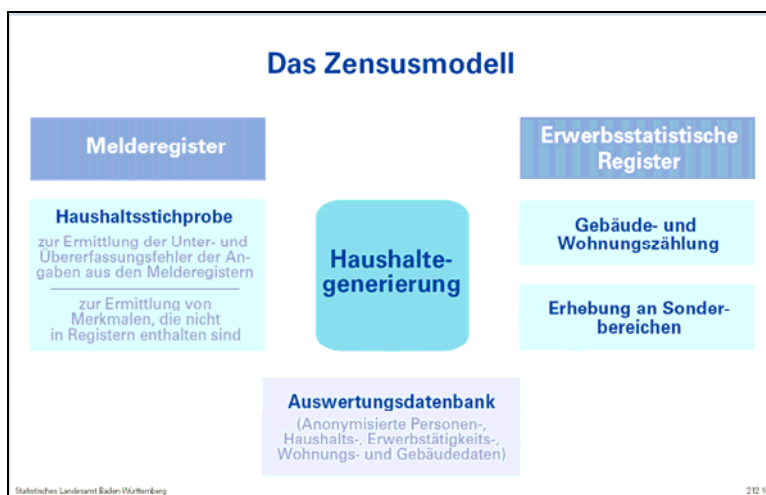 Das Zensusmodell
Melderegister
Erwerbsstatistische
Register
Haushaltsstichprobe
zur Ermittlung der Unter- und
Übererfassungsfehler der An-
gaben aus den Melderegistern
zur Ermittlung von
Merkmalen, die nicht
in Registern enthalten sind
Haushalte-
generierung
Gebäude- und
Wohnungszählung
Erhebung an Sonder-
bereichen
Auswertungsdatenbank
(Anonymisierte Personen-,
Haushalts-, Erwerbstätigkeits-,
Wohnungs- und Gebäudedaten)
Statistisches Landesamt Baden-Württemberg